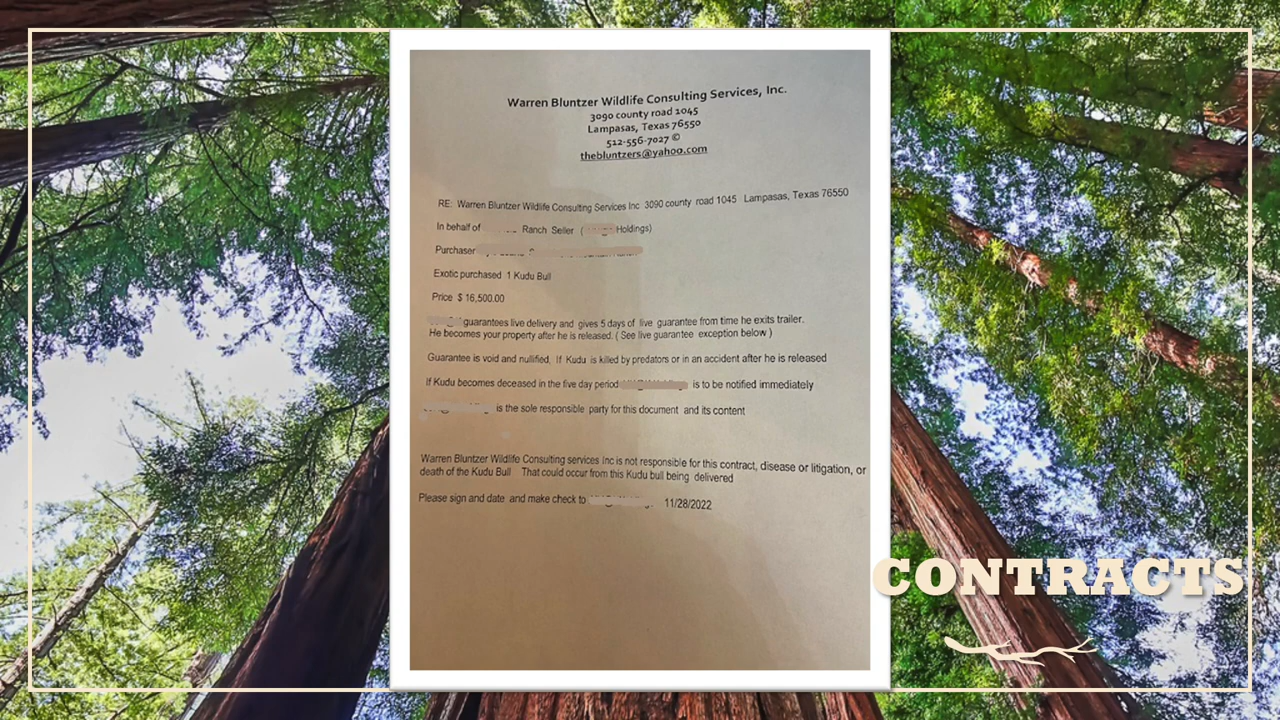 Warren Bluntzer Wildlife Consulting Services, Inc.
3090 county road 1045
Lampasas, Texas 76550
512-556-7027 ©
thebluntzers@yahoo.com
RE: Warren Bluntzer Wildlife Consulting Services Inc 3090 county road 1045 Lampasas, Texas 76550
In behalf of Ranch Seller ( Holdings)
Purchaser
Exotic purchased 1 Kudu Bull
Price $ 16,500.00
guarantees live delivery and gives 5 days of live guarantee from time he exits trailer.
He becomes your property after he is released. ( See live guarantee exception below )
Guarantee is void and nullified, If Kudu is killed by predators or in an accident after he is released
If Kudu becomes deceased in the five day period is to be notified immediately
is the sole responsible party for this document and its content
Warren Bluntzer Wildlife Consulting services Inc is not responsible for this contract, disease or litigation, or
death of the Kudu Bull That could occur from this Kudu bull being delivered
Please sign and date and make check to 11/28/2022
CONTRACTS